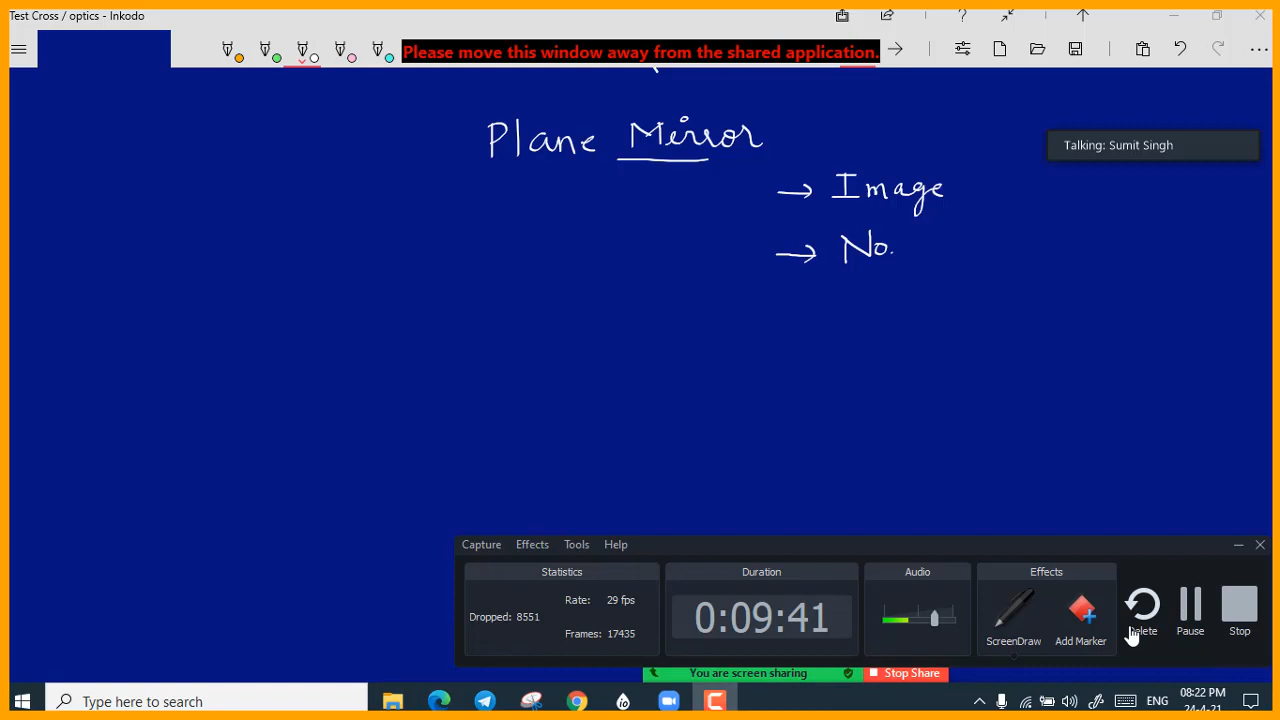 Test Cross / optics - Inkodo
Please move this window away from the shared application.
Plane Mirror
Talking: Sumit Singh
→ Image
→ No.
Capture Effects Tools Help
Statistics Duration Audio Effects
Rate: 29 fps
Dropped: 8551
Frames: 17435
0:09:41
ScreenDraw Add Marker Delete Pause Stop
You are screen sharing Stop Share
Type here to search
ENG
08:22 PM
24-4-21